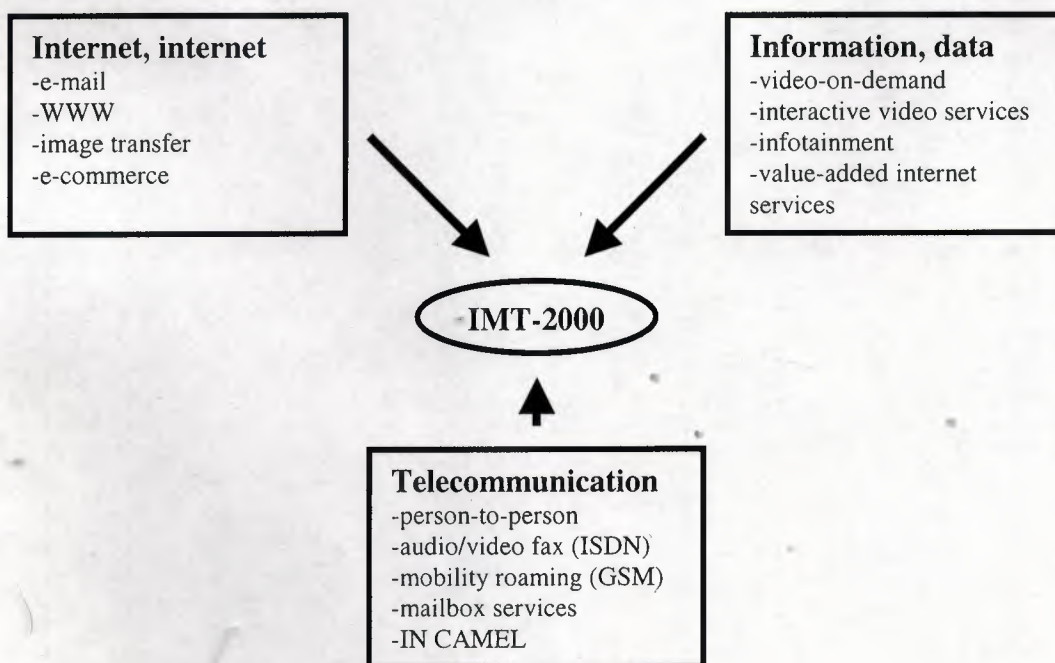 Internet, internet
-e-mail
-WWW
-image transfer
-e-commerce
Information, data
-video-on-demand
-interactive video services
-infotainment
-value-added internet
services
IMT-2000
Telecommunication
-person-to-person
-audio/video fax (ISDN)
-mobility roaming (GSM)
-mailbox services
-IN CAMEL